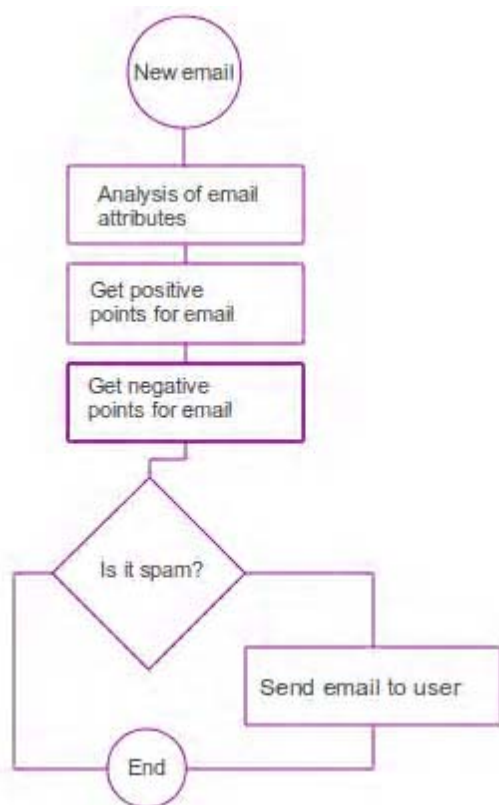 New email
Analysis of email
attributes
Get positive
points for email
Get negative
points for email
Is it spam?
Send email to user
End